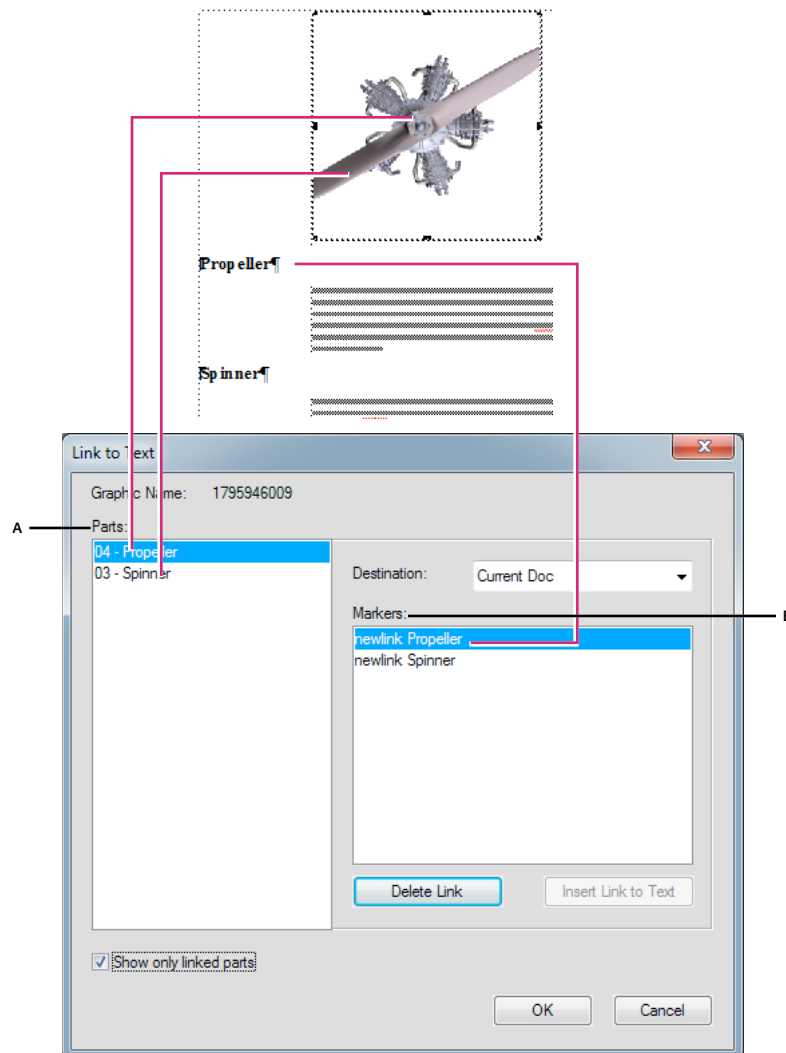 Propeller¶
Spinner¶
Link to Text
Graphic Name: 1795946009
A
Parts:
04 - Propeller
03 - Spinner
Destination: Current Doc
Markers:
newlink Propeller
newlink Spinner
Delete Link
Insert Link to Text
Show only linked parts
OK
Cancel